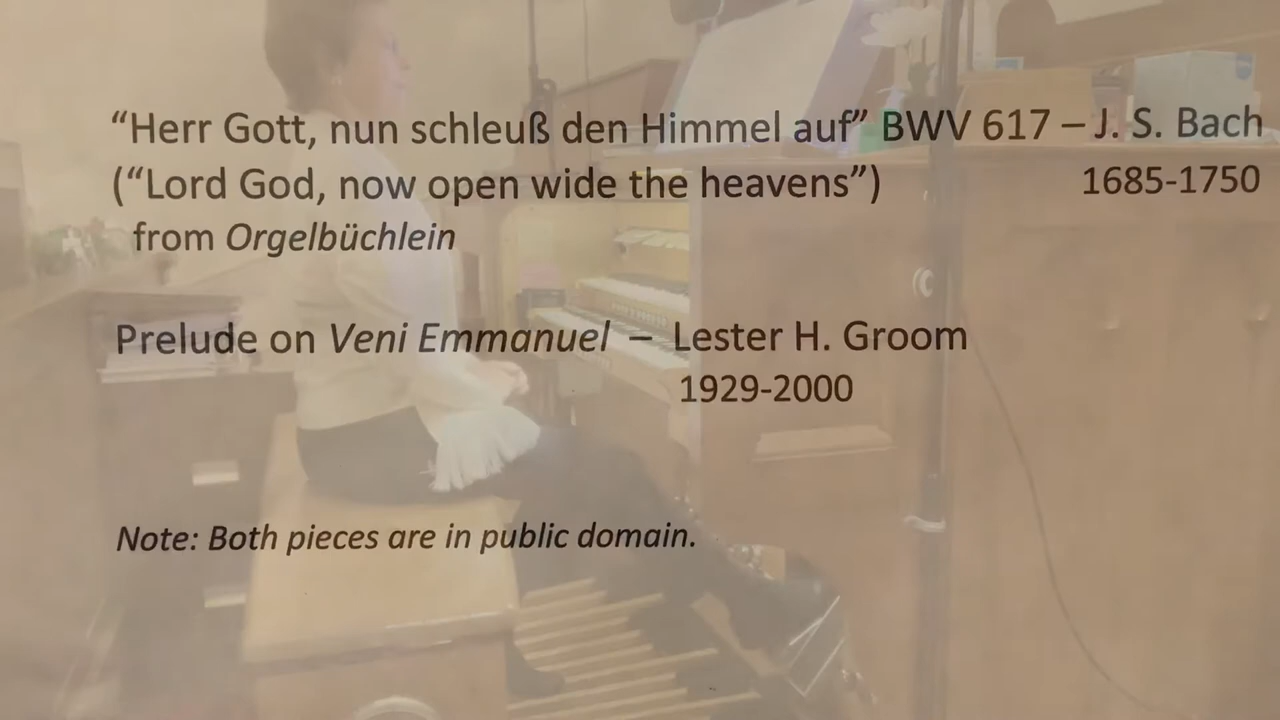 “Herr Gott, nun schleuß den Himmel auf” BWV 617 – J. S. Bach
(“Lord God, now open wide the heavens”) 1685-1750
from Orgelbüchlein
Prelude on Veni Emmanuel – Lester H. Groom
1929-2000
Note: Both pieces are in public domain.